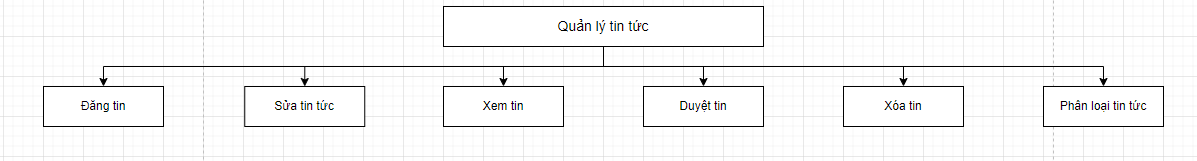 Quản lý tin tức
Đăng tin
Sửa tin tức
Xem tin
Duyệt tin
Xóa tin
Phân loại tin tức